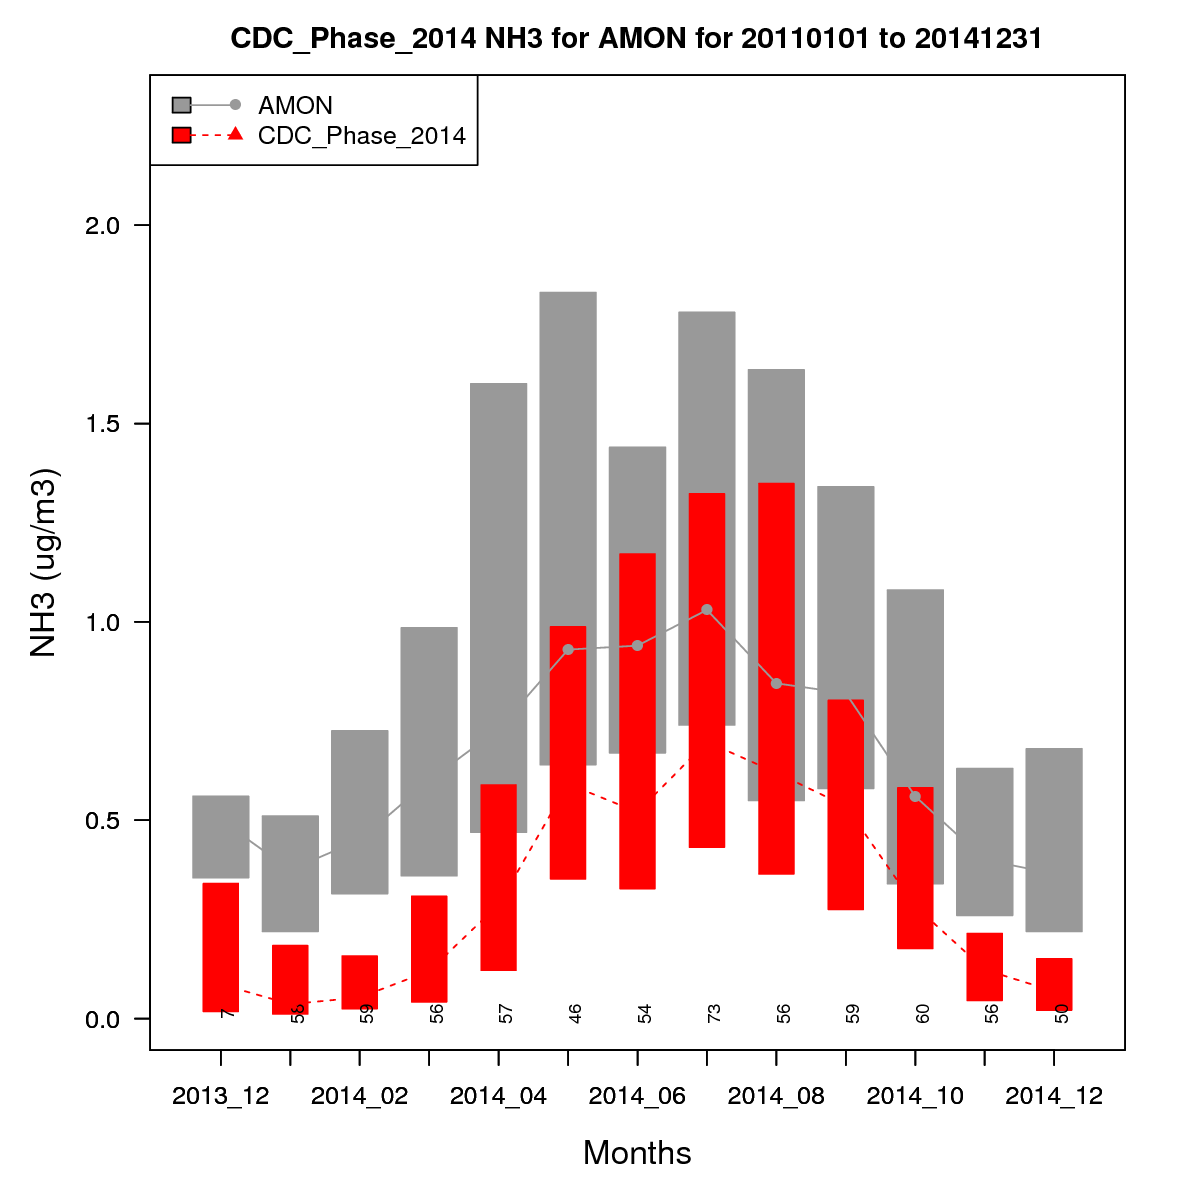 CDC_Phase_2014 NH3 for AMON for 20110101 to 20141231
AMON
CDC_Phase_2014
2.0
1.5
1.0
0.5
0.0
NH3 (ug/m3)
7 58 59 56 57 46 54 73 56 59 60 56 50
2013_12 2014_02 2014_04 2014_06 2014_08 2014_10 2014_12
Months